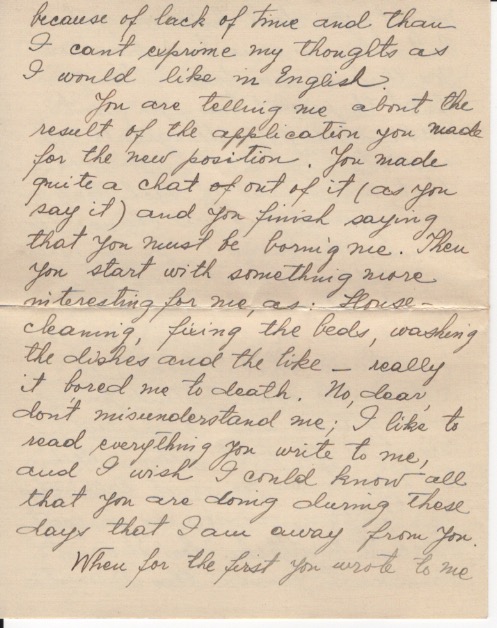 because of lack of time and than
I can't exprime my thoughts as
I would like in English.
You are telling me about the
result of the application you made
for the new position. You made
quite a chat of out of it (as you
say it) and you finish saying
that you must be boring me. Then
you start with something more
interesting for me, as: House-
cleaning, fixing the beds, washing
the dishes and the like – really
it bored me to death. No, dear,
don't misunderstand me; I like to
read everything you write to me,
and I wish I could know all
that you are doing during these
days that I am away from you.
When for the first you wrote to me